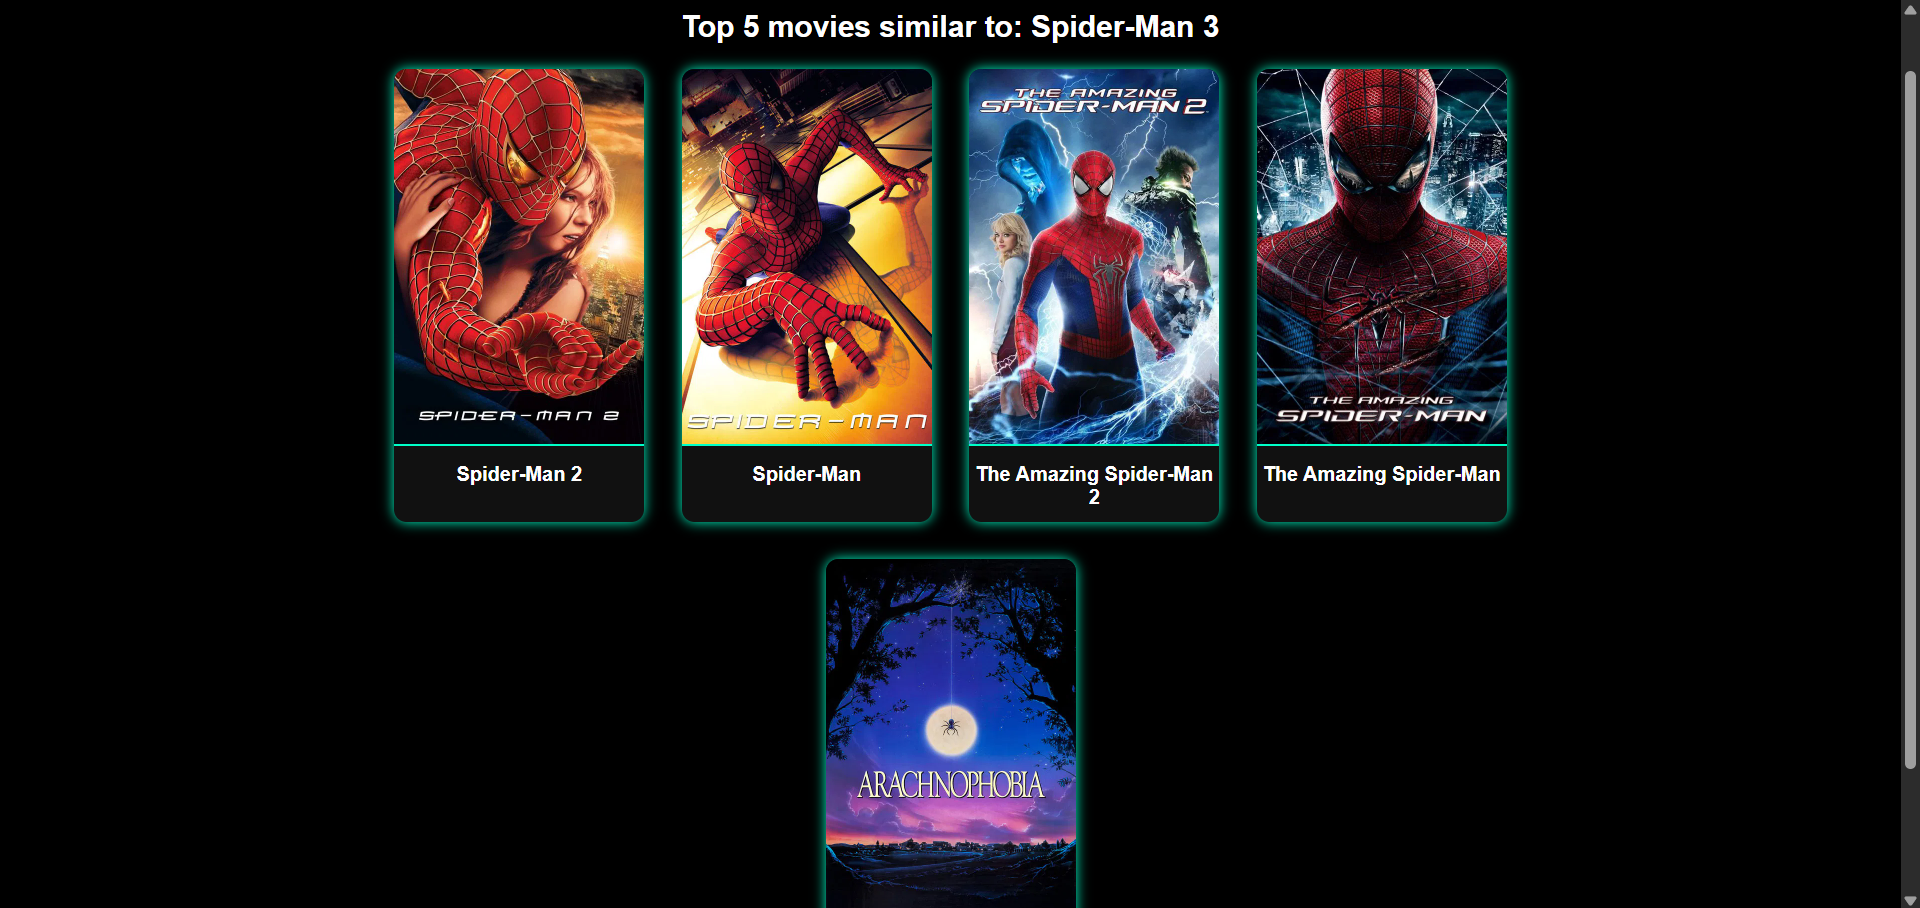 Top 5 movies similar to: Spider-Man 3
SPIDER-MAN 2
SPIDER-MAN
THE AMAZING
SPIDER-MAN 2
THE AMAZING
SPIDER-MAN
Spider-Man 2
Spider-Man
The Amazing Spider-Man
2
The Amazing Spider-Man
ARACHNOPHOBIA